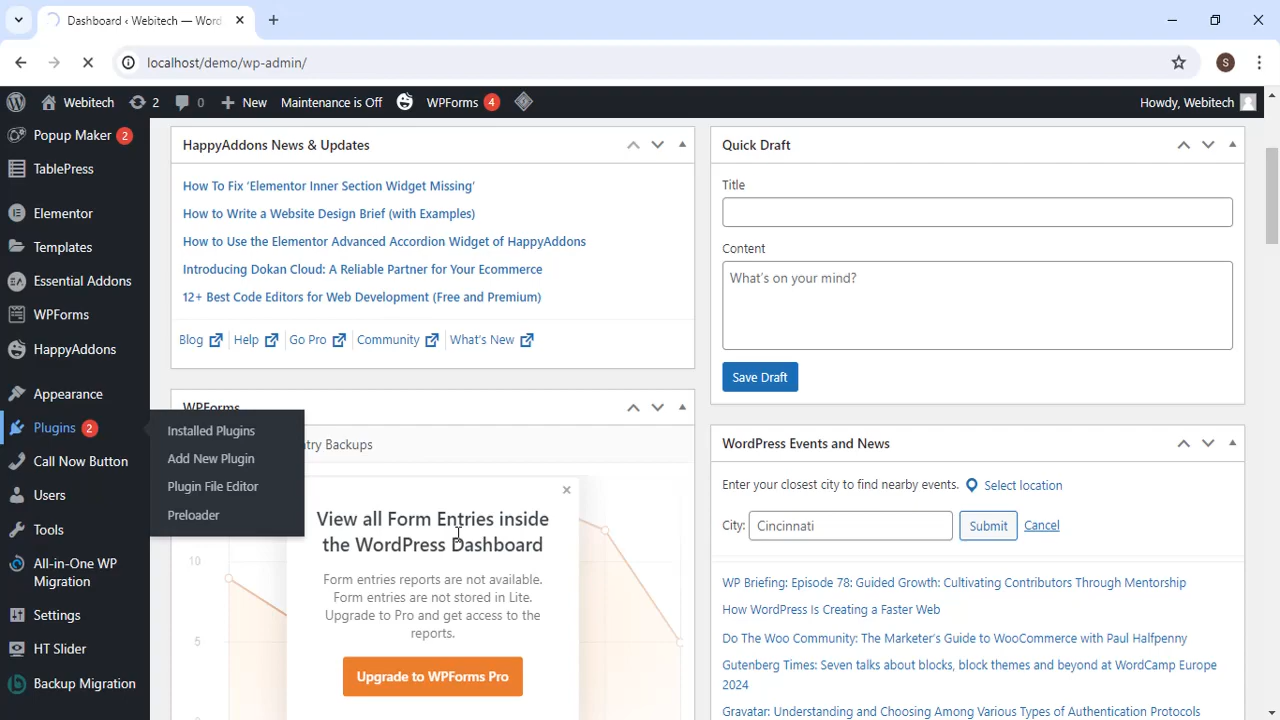 Dashboard ‹ Webitech — Word
localhost/demo/wp-admin/
S
Webitech 2 0 New Maintenance is Off WPForms 4 Howdy, Webitech
Popup Maker 2
TablePress
Elementor
Templates
Essential Addons
WPForms
HappyAddons
Appearance
Plugins 2
Call Now Button
Users
Tools
All-in-One WP
Migration
Settings
HT Slider
Backup Migration
Installed Plugins
Add New Plugin
Plugin File Editor
Preloader
HappyAddons News & Updates
How To Fix ‘Elementor Inner Section Widget Missing’
How to Write a Website Design Brief (with Examples)
How to Use the Elementor Advanced Accordion Widget of HappyAddons
Introducing Dokan Cloud: A Reliable Partner for Your Ecommerce
12+ Best Code Editors for Web Development (Free and Premium)
Blog Help Go Pro Community What’s New
WPForms
ntry Backups
10
5
View all Form Entries inside
the WordPress Dashboard
Form entries reports are not available.
Form entries are not stored in Lite.
Upgrade to Pro and get access to the
reports.
Upgrade to WPForms Pro
Quick Draft
Title
Content
What’s on your mind?
Save Draft
WordPress Events and News
Enter your closest city to find nearby events. Select location
City: Cincinnati Submit Cancel
WP Briefing: Episode 78: Guided Growth: Cultivating Contributors Through Mentorship
How WordPress Is Creating a Faster Web
Do The Woo Community: The Marketer’s Guide to WooCommerce with Paul Halfpenny
Gutenberg Times: Seven talks about blocks, block themes and beyond at WordCamp Europe
2024
Gravatar: Understanding and Choosing Among Various Types of Authentication Protocols